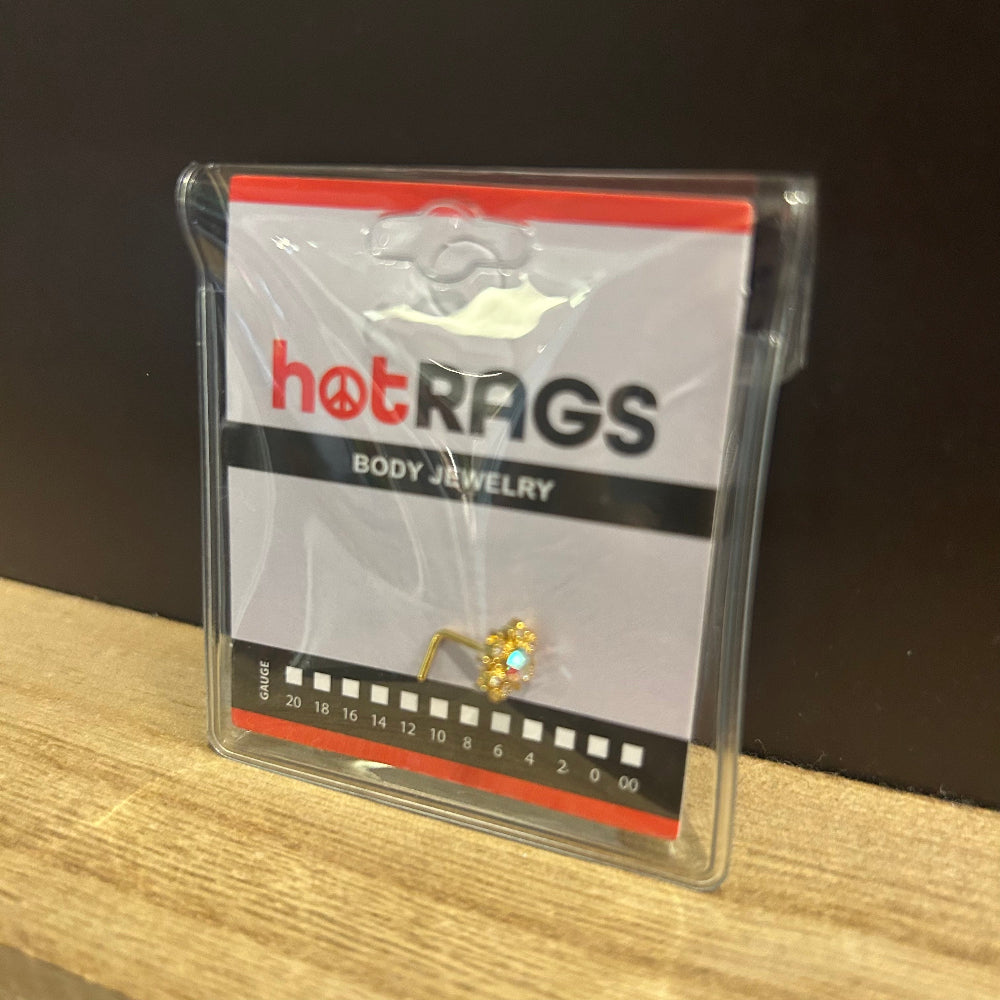 hotRAGS
BODY JEWELRY
GAUGE
20 18 16 14 12 10 8 6 4 2 0 00